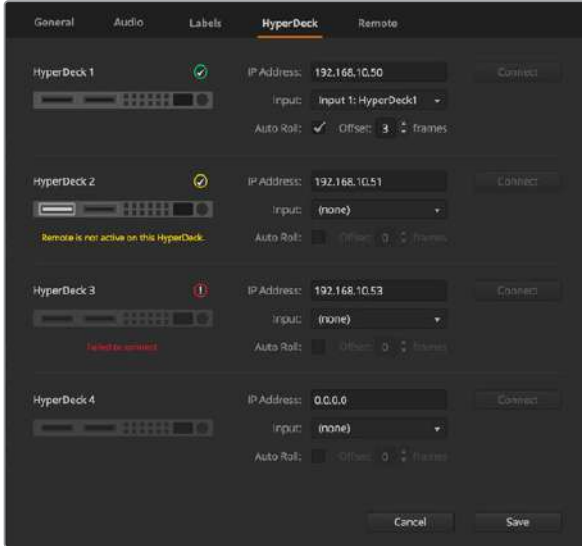 General Audio Labels HyperDeck Remote
HyperDeck 1 IP Address: 192.168.10.50 Connect
Input: Input 1: HyperDeck1
Auto Roll: Offset: 3 frames
HyperDeck 2 IP Address: 192.168.10.51 Connect
Input: (none)
Remote is not active on this HyperDeck.
Auto Roll: Offset: 0 frames
HyperDeck 3 IP Address: 192.168.10.53 Connect
Input: (none)
Failed to connect
Auto Roll: Offset: 0 frames
HyperDeck 4 IP Address: 0.0.0.0 Connect
Input: (none)
Auto Roll: Offset: 0 frames
Cancel Save